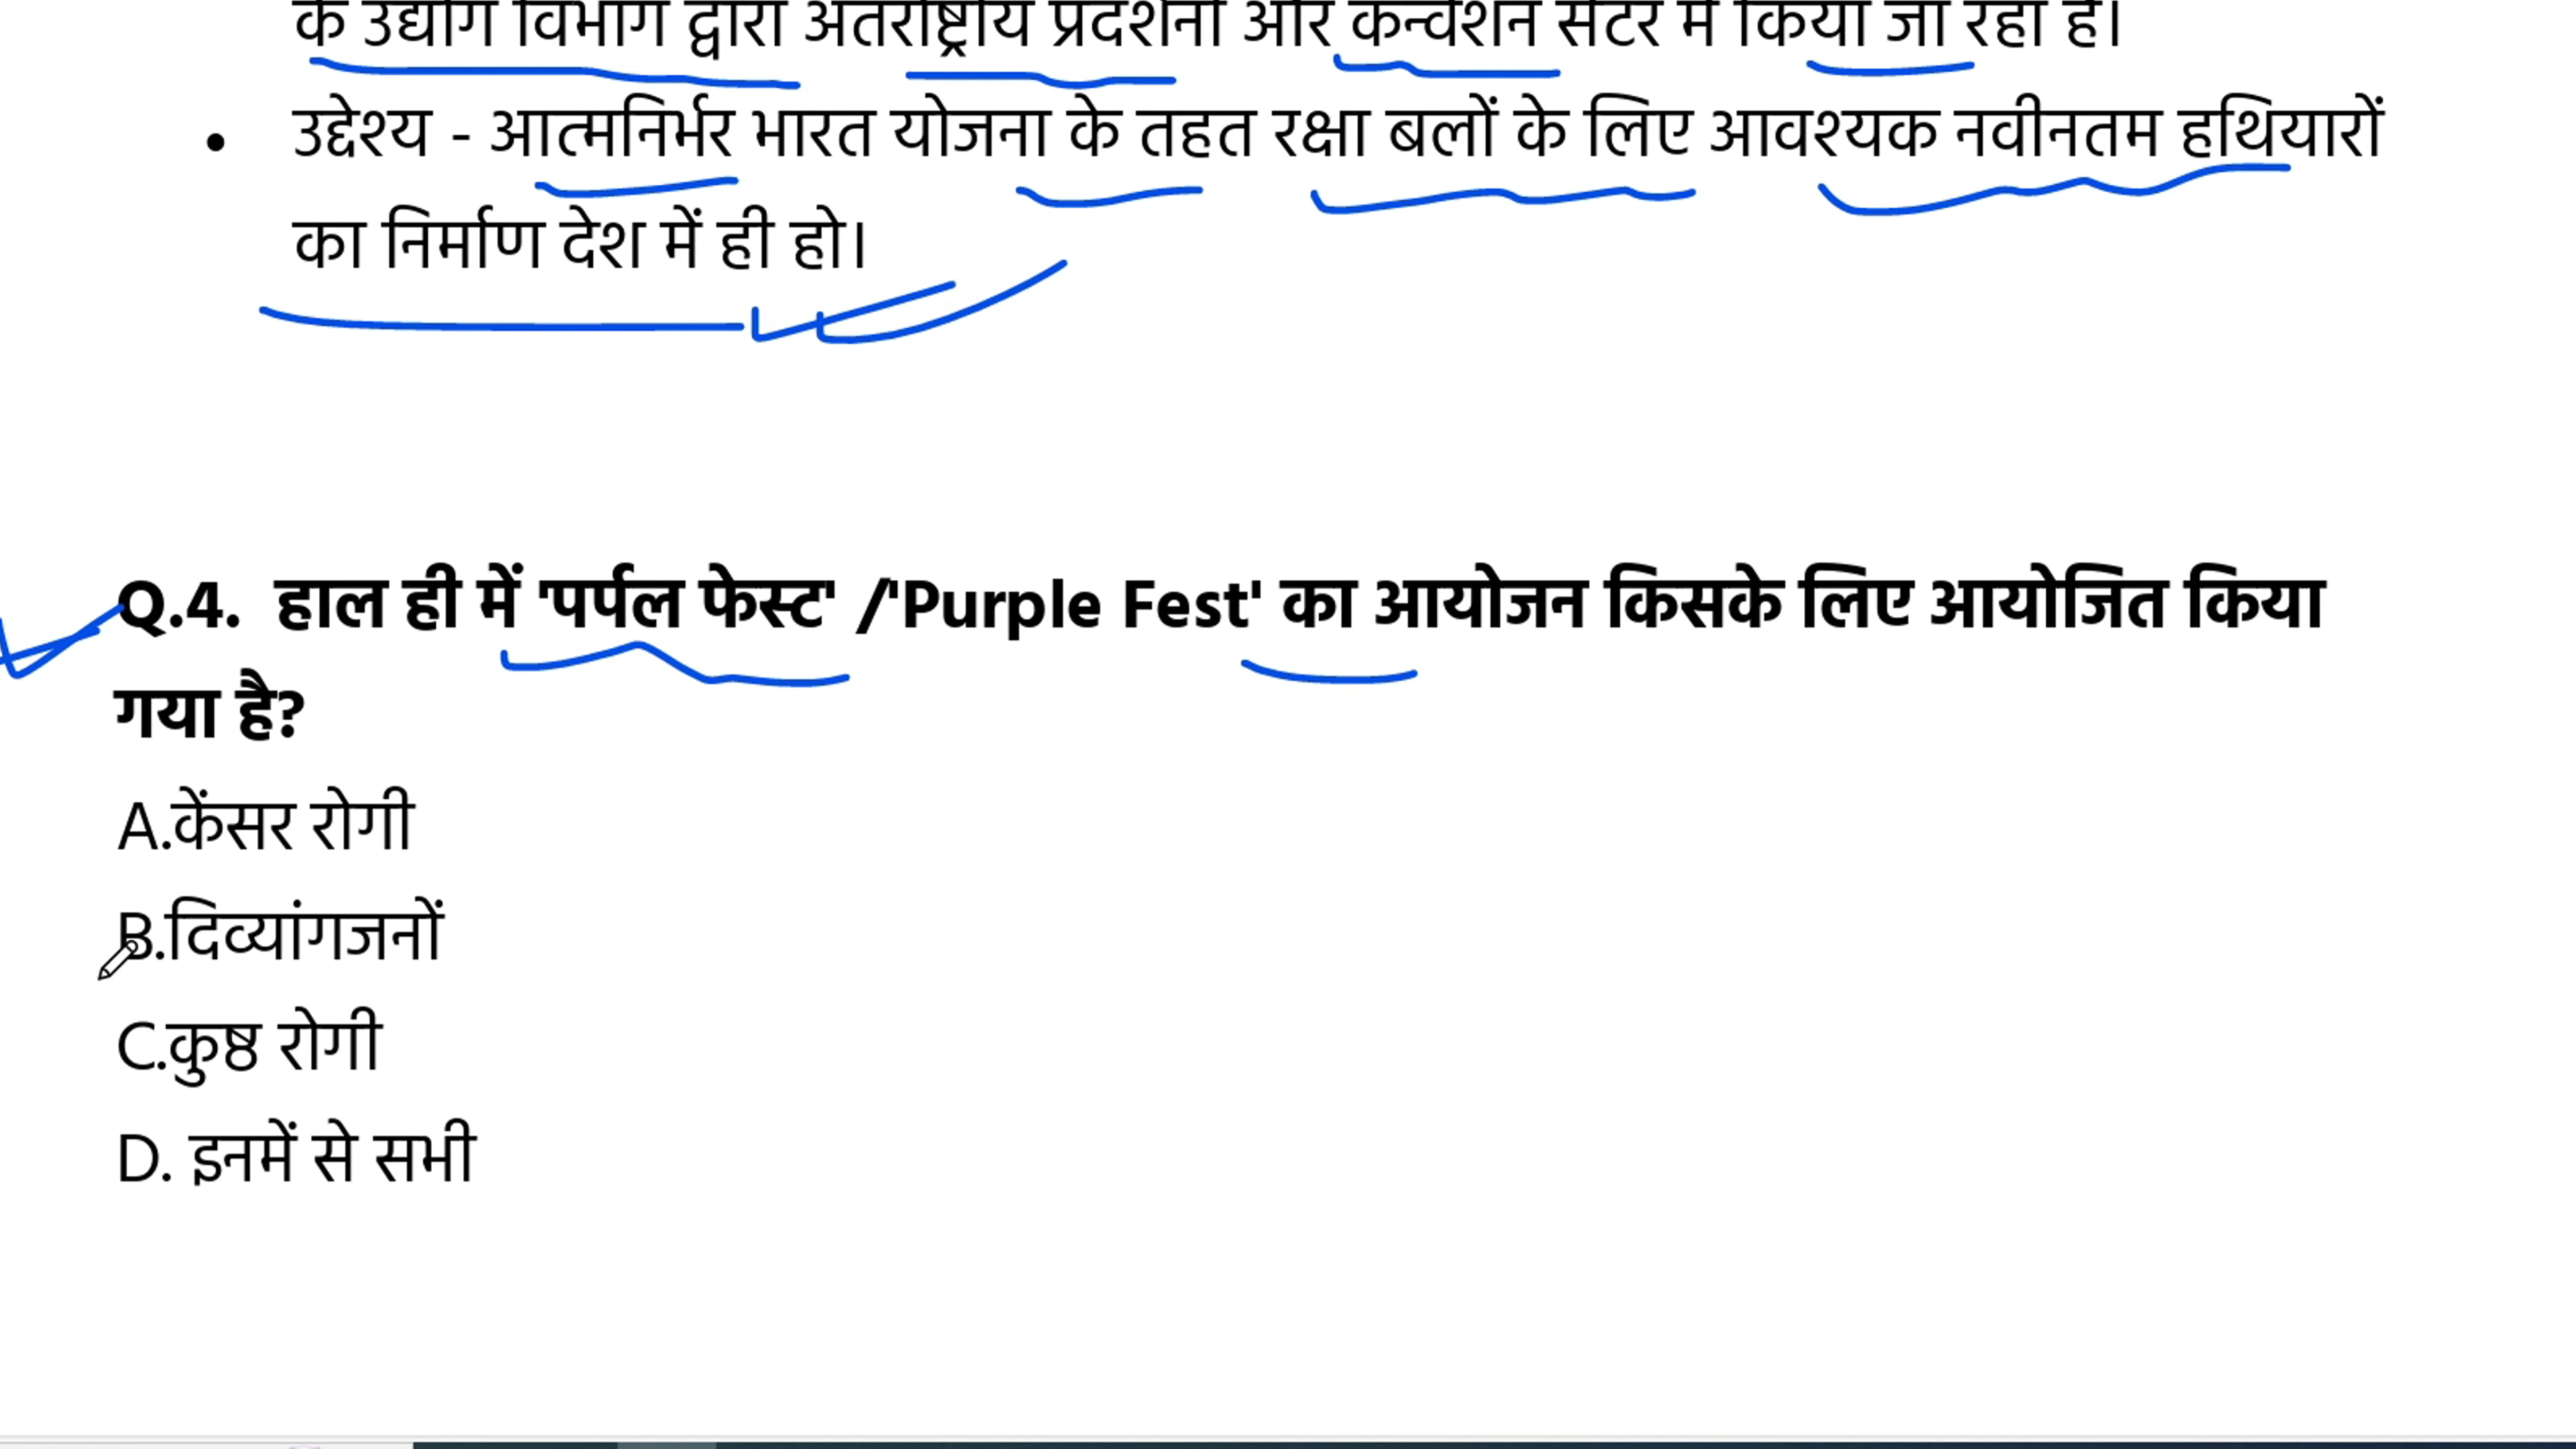 के उद्योग विभाग द्वारा अंतर्राष्ट्रीय प्रदर्शनी और कन्वेंशन सेंटर में किया जा रहा है।
• उद्देश्य - आत्मनिर्भर भारत योजना के तहत रक्षा बलों के लिए आवश्यक नवीनतम हथियारों
का निर्माण देश में ही हो।
Q.4. हाल ही में 'पर्पल फेस्ट' /'Purple Fest' का आयोजन किसके लिए आयोजित किया
गया है?
A.केंसर रोगी
B.दिव्यांगजनों
C.कुष्ठ रोगी
D. इनमें से सभी